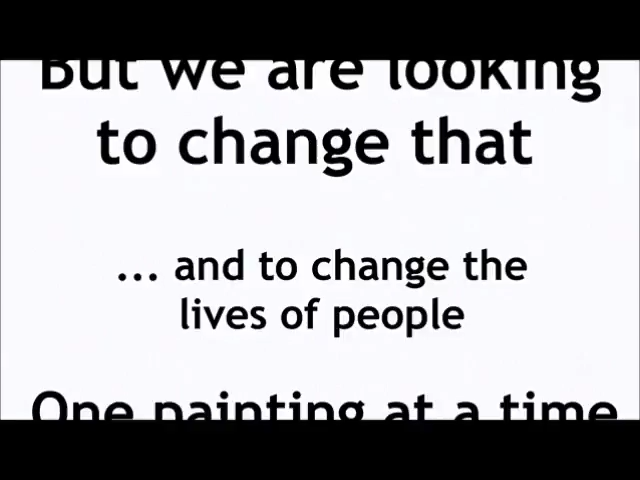 But we are looking
to change that
... and to change the
lives of people
One painting at a time